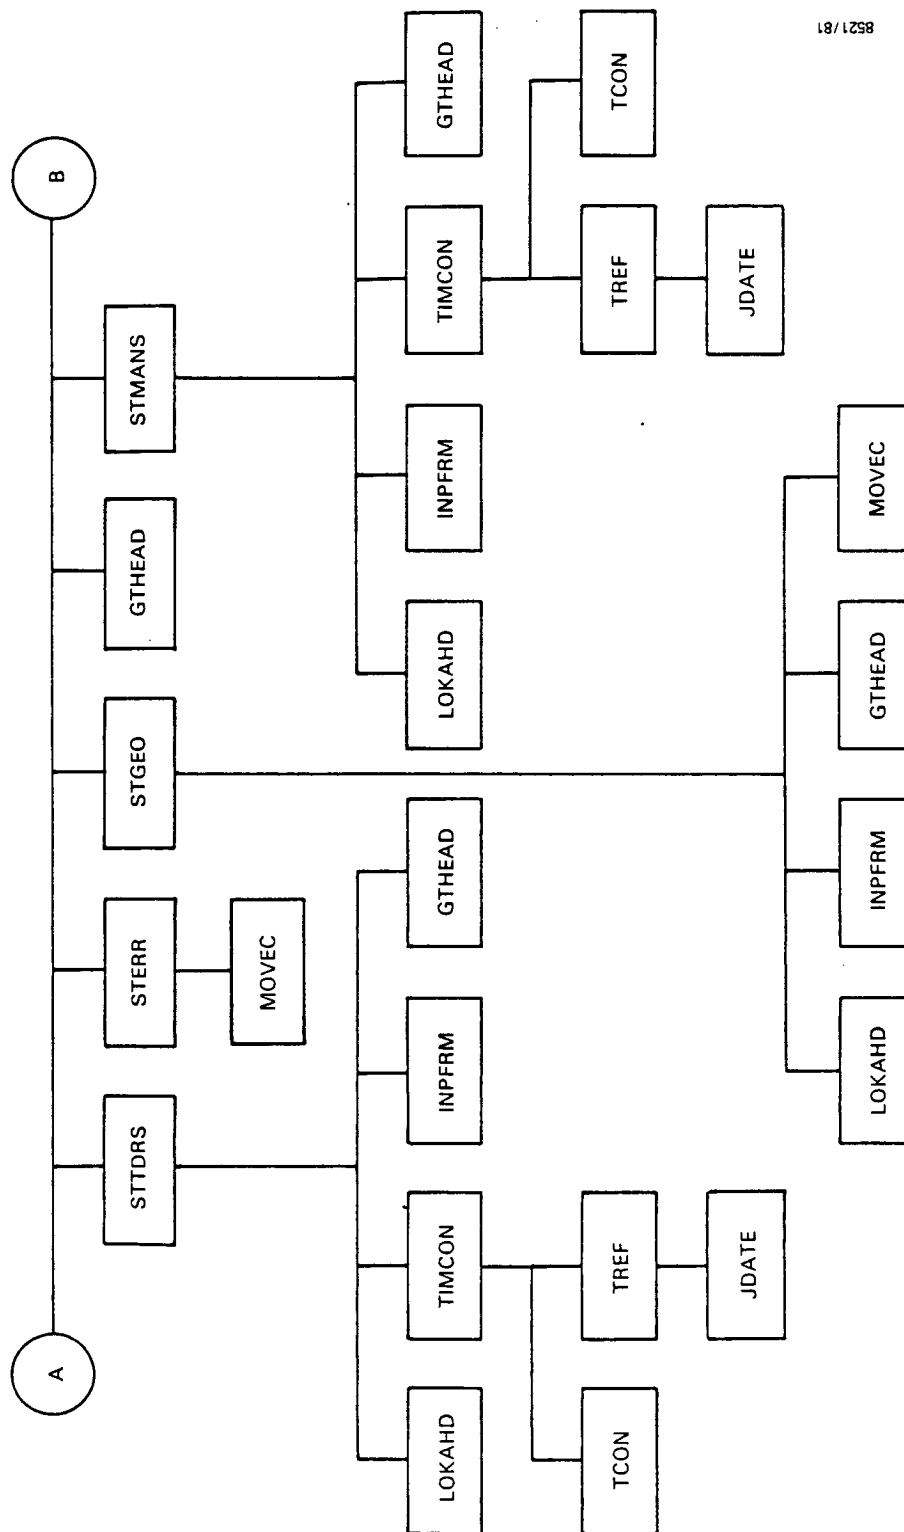 A
B
STTDRS
STERR
STGEO
GTHEAD
STMANS
MOVEC
LOKAHD
TIMCON
INPFRM
GTHEAD
LOKAHD
INPFRM
TIMCON
GTHEAD
TCON
TREF
TREF
TCON
JDATE
JDATE
LOKAHD
INPFRM
GTHEAD
MOVEC
8521/81